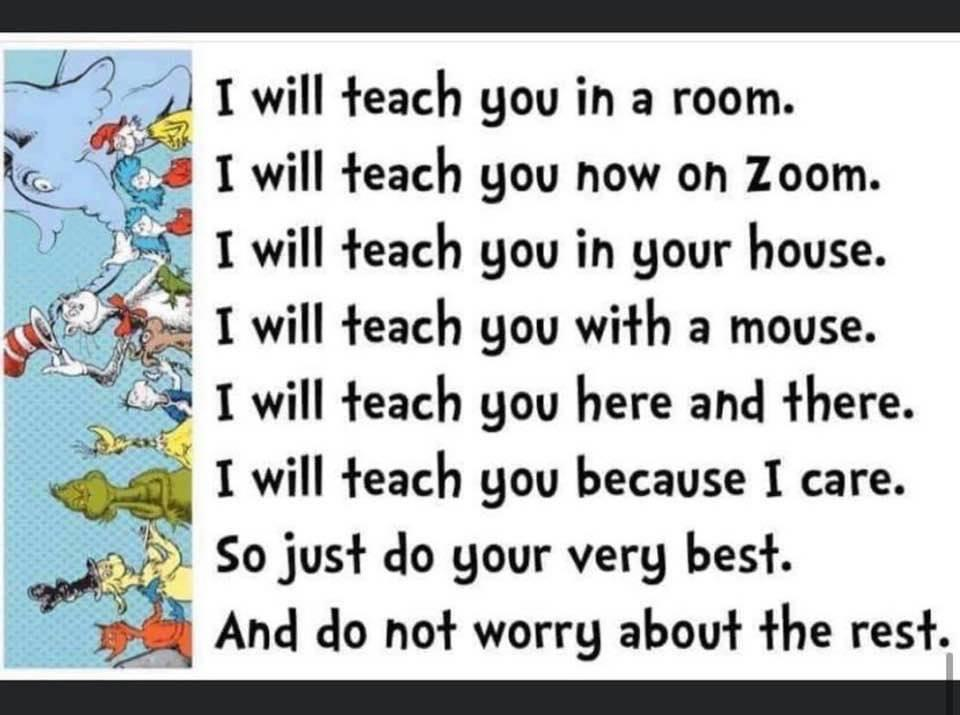 I will teach you in a room.
I will teach you now on Zoom.
I will teach you in your house.
I will teach you with a mouse.
I will teach you here and there.
I will teach you because I care.
So just do your very best.
And do not worry about the rest.